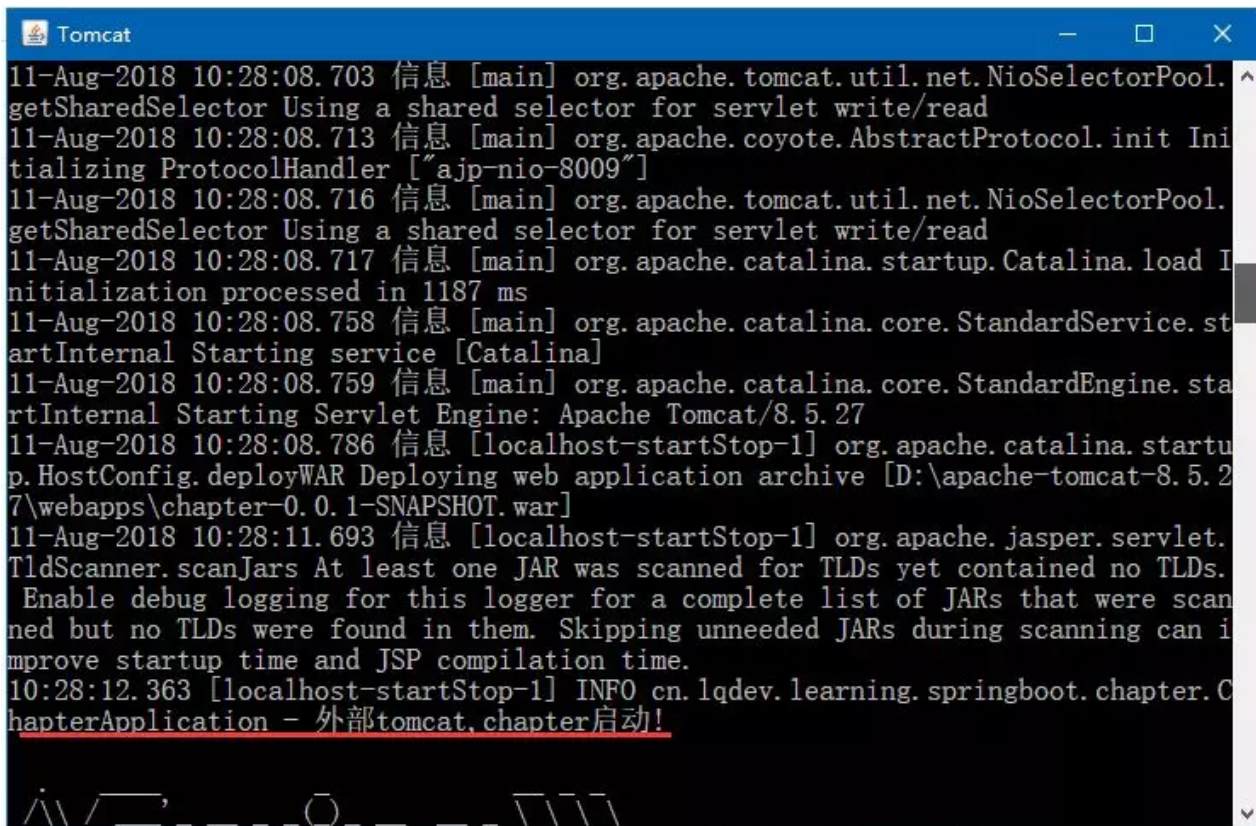 Tomcat
11-Aug-2018 10:28:08.703 信息 [main] org.apache.tomcat.util.net.NioSelectorPool.
getSharedSelector Using a shared selector for servlet write/read
11-Aug-2018 10:28:08.713 信息 [main] org.apache.coyote.AbstractProtocol.init Ini
tializing ProtocolHandler ["ajp-nio-8009"]
11-Aug-2018 10:28:08.716 信息 [main] org.apache.tomcat.util.net.NioSelectorPool.
getSharedSelector Using a shared selector for servlet write/read
11-Aug-2018 10:28:08.717 信息 [main] org.apache.catalina.startup.Catalina.load I
nitialization processed in 1187 ms
11-Aug-2018 10:28:08.758 信息 [main] org.apache.catalina.core.StandardService.st
artInternal Starting service [Catalina]
11-Aug-2018 10:28:08.759 信息 [main] org.apache.catalina.core.StandardEngine.sta
rtInternal Starting Servlet Engine: Apache Tomcat/8.5.27
11-Aug-2018 10:28:08.786 信息 [localhost-startStop-1] org.apache.catalina.startu
p.HostConfig.deployWAR Deploying web application archive [D:\apache-tomcat-8.5.2
7\webapps\chapter-0.0.1-SNAPSHOT.war]
11-Aug-2018 10:28:11.693 信息 [localhost-startStop-1] org.apache.jasper.servlet.
TldScanner.scanJars At least one JAR was scanned for TLDs yet contained no TLDs.
Enable debug logging for this logger for a complete list of JARs that were scan
ned but no TLDs were found in them. Skipping unneeded JARs during scanning can i
mprove startup time and JSP compilation time.
10:28:12.363 [localhost-startStop-1] INFO cn.lqdev.learning.springboot.chapter.C
hapterApplication - 外部tomcat,chapter启动!